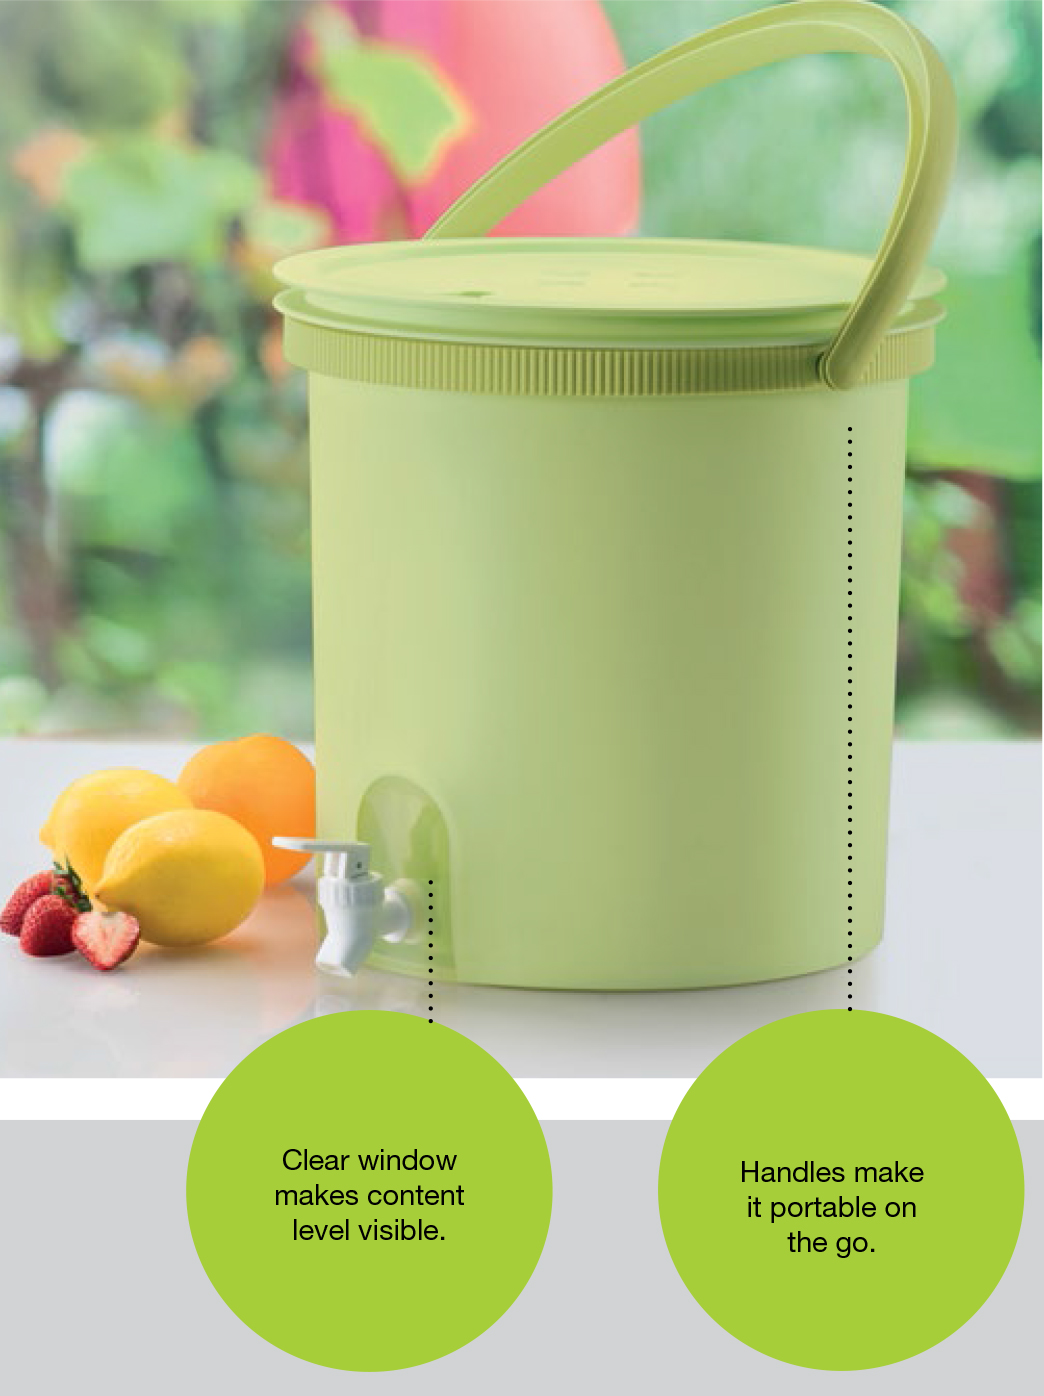 Clear window
makes content
level visible.
Handles make
it portable on
the go.